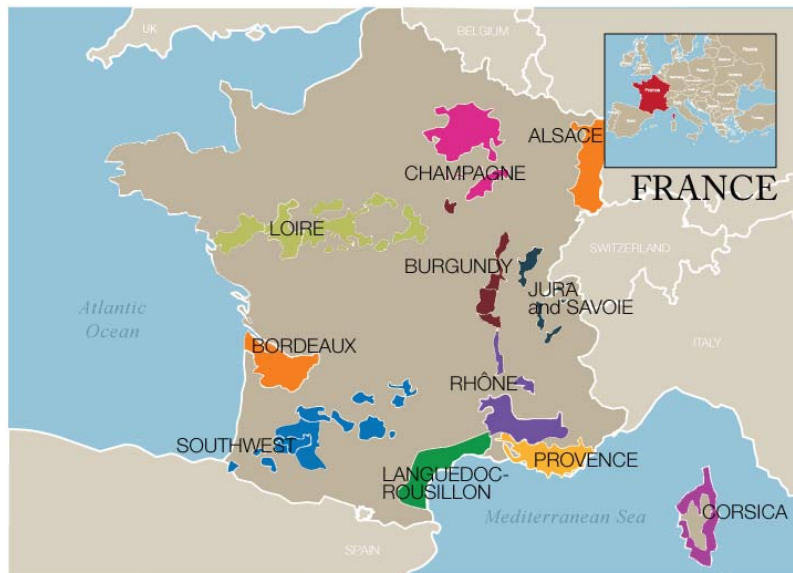 UK
BELGIUM
ALSACE
FRANCE
CHAMPAGNE
LOIRE
SWITZERLAND
BURGUNDY
JURA
and SAVOIE
Atlantic
Ocean
BORDEAUX
ITALY
RHÔNE
SOUTHWEST
LANGUEDOC-
ROUSILLON
PROVENCE
CORSICA
Mediterranean Sea
SPAIN